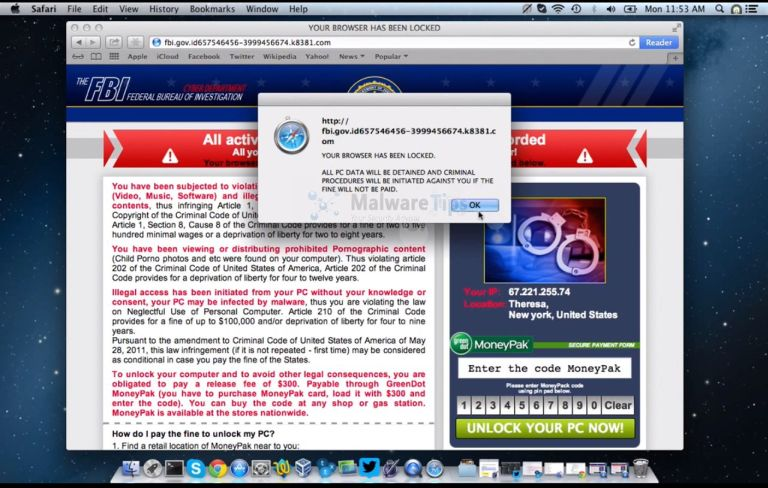 Safari File Edit View History Bookmarks Window Help
Mon 11:53 AM
YOUR BROWSER HAS BEEN LOCKED
fbi.gov.id657546456-3999456674.k8381.com
Reader
Apple iCloud Facebook Twitter Wikipedia Yahoo! News Popular
THE FBI CYBER DEPARTMENT
FEDERAL BUREAU OF INVESTIGATION
http://
fbi.gov.id657546456-3999456674.k8381.c
om
YOUR BROWSER HAS BEEN LOCKED.
ALL PC DATA WILL BE DETAINED AND CRIMINAL
PROCEDURES WILL BE INITIATED AGAINST YOU IF THE
FINE WILL NOT BE PAID.
OK
MalwareTips
Your Security Advisor
All activ
orded
All
Your browser
d below.
You have been subjected to violati
(Video, Music, Software) and illeg
contents, thus infringing Article 1,
Copyright of the Criminal Code of U
Article 1, Section 8, Cause 8 of the Criminal Code provides for a fine of two to five
hundred minimal wages or a deprivation of liberty for two to eight years.
You have been viewing or distributing prohibited Pornographic content
(Child Porno photos and etc were found on your computer). Thus violating article
202 of the Criminal Code of United States of America, Article 202 of the Criminal
Code provides for a deprivation of liberty for four to twelve years.
Illegal access has been initiated from your PC without your knowledge or
consent, your PC may be infected by malware, thus you are violating the law
on Neglectful Use of Personal Computer. Article 210 of the Criminal Code
provides for a fine of up to $100,000 and/or deprivation of liberty for four to nine
years.
Pursuant to the amendment to Criminal Code of United States of America of May
28, 2011, this law infringement (if it is not repeated - first time) may be considered
as conditional in case you pay the fine of the States.
To unlock your computer and to avoid other legal consequences, you are
obligated to pay a release fee of $300. Payable through GreenDot
MoneyPak (you have to purchase MoneyPak card, load it with $300 and
enter the code). You can buy the code at any shop or gas station.
MoneyPak is available at the stores nationwide.
How do I pay the fine to unlock my PC?
1. Find a retail location of MoneyPak near to you:
Your IP: 67.221.255.74
Location: Theresa,
New york, United States
green dot MoneyPak SECURE PAYMENT FORM
Enter the code MoneyPak
Please enter MoneyPack code
using pin pad below.
1 2 3 4 5 6 7 8 9 0 Clear
UNLOCK YOUR PC NOW!